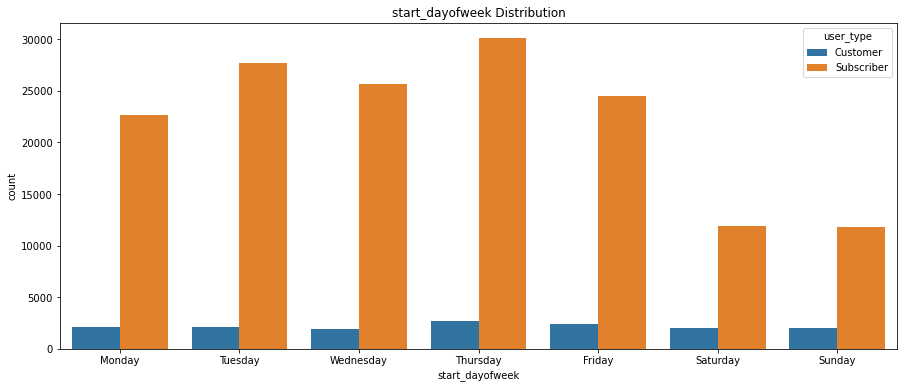 start_dayofweek Distribution
user_type
Customer
Subscriber
30000
25000
20000
15000
10000
5000
0
count
Monday Tuesday Wednesday Thursday Friday Saturday Sunday
start_dayofweek